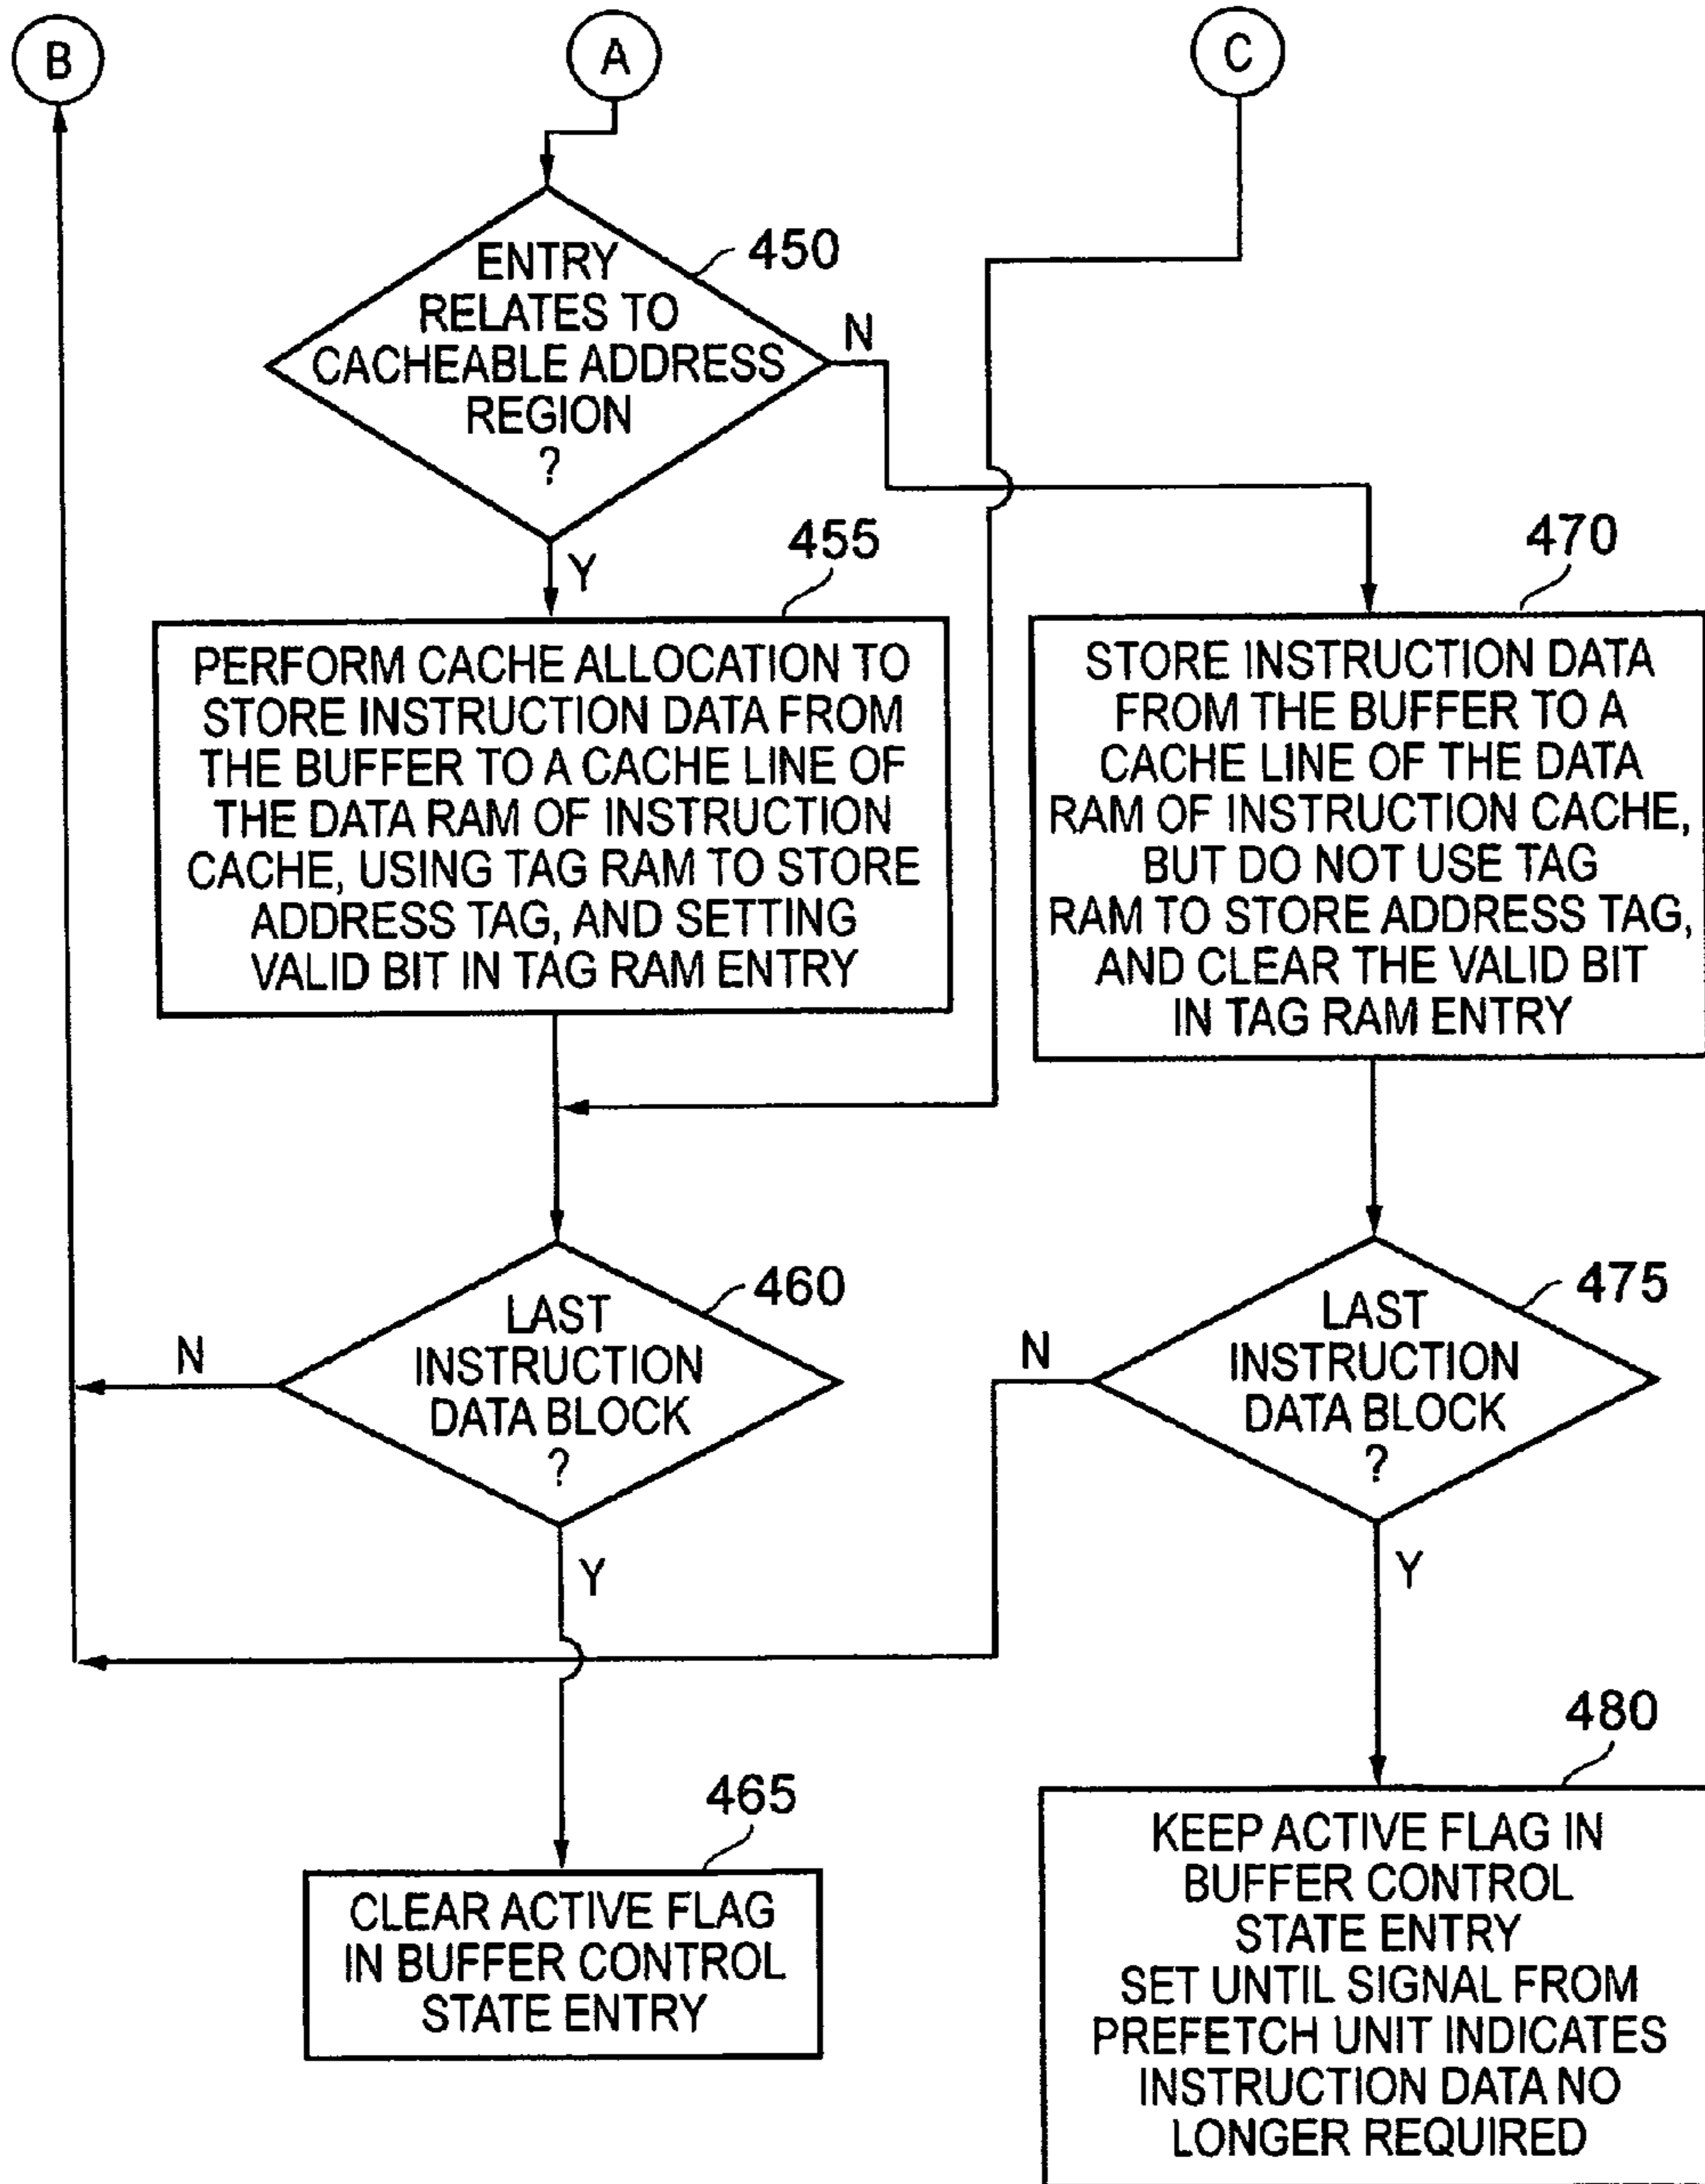 B
A
C
450
ENTRY
RELATES TO
CACHEABLE ADDRESS
REGION
?
N
Y
455
PERFORM CACHE ALLOCATION TO
STORE INSTRUCTION DATA FROM
THE BUFFER TO A CACHE LINE OF
THE DATA RAM OF INSTRUCTION
CACHE, USING TAG RAM TO STORE
ADDRESS TAG, AND SETTING
VALID BIT IN TAG RAM ENTRY
470
STORE INSTRUCTION DATA
FROM THE BUFFER TO A
CACHE LINE OF THE DATA
RAM OF INSTRUCTION CACHE,
BUT DO NOT USE TAG
RAM TO STORE ADDRESS TAG,
AND CLEAR THE VALID BIT
IN TAG RAM ENTRY
460
LAST
INSTRUCTION
DATA BLOCK
?
N
Y
475
LAST
INSTRUCTION
DATA BLOCK
?
N
Y
465
CLEAR ACTIVE FLAG
IN BUFFER CONTROL
STATE ENTRY
480
KEEP ACTIVE FLAG IN
BUFFER CONTROL
STATE ENTRY
SET UNTIL SIGNAL FROM
PREFETCH UNIT INDICATES
INSTRUCTION DATA NO
LONGER REQUIRED